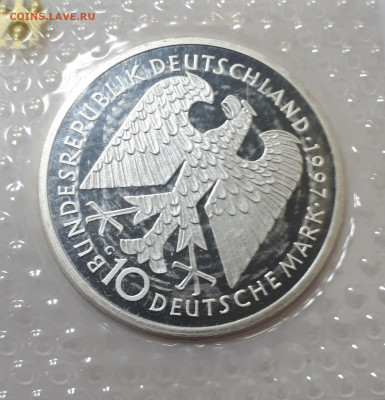 COINS.LAVE.RU
BUNDESREPUBLIK DEUTSCHLAND·1997·
G
10 DEUTSCHE MARK